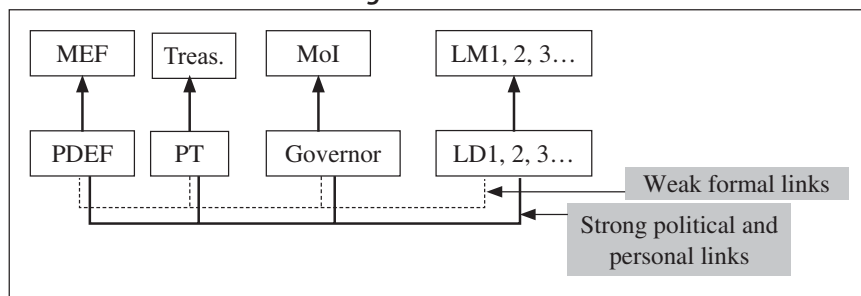 MEF
Treas.
MoI
LM1, 2, 3…
PDEF
PT
Governor
LD1, 2, 3…
Weak formal links
Strong political and
personal links